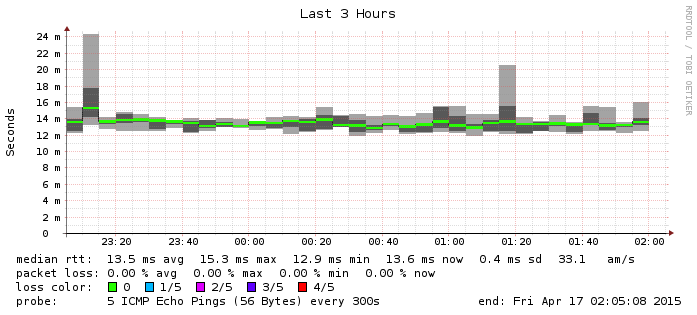 Last 3 Hours
RRDTOOL / TOBI OETIKER
Seconds
24 m
22 m
20 m
18 m
16 m
14 m
12 m
10 m
8 m
6 m
4 m
2 m
0
23:20 23:40 00:00 00:20 00:40 01:00 01:20 01:40 02:00
median rtt: 13.5 ms avg 15.3 ms max 12.9 ms min 13.6 ms now 0.4 ms sd 33.1 am/s
packet loss: 0.00 % avg 0.00 % max 0.00 % min 0.00 % now
loss color: 0 1/5 2/5 3/5 4/5
probe: 5 ICMP Echo Pings (56 Bytes) every 300s end: Fri Apr 17 02:05:08 2015